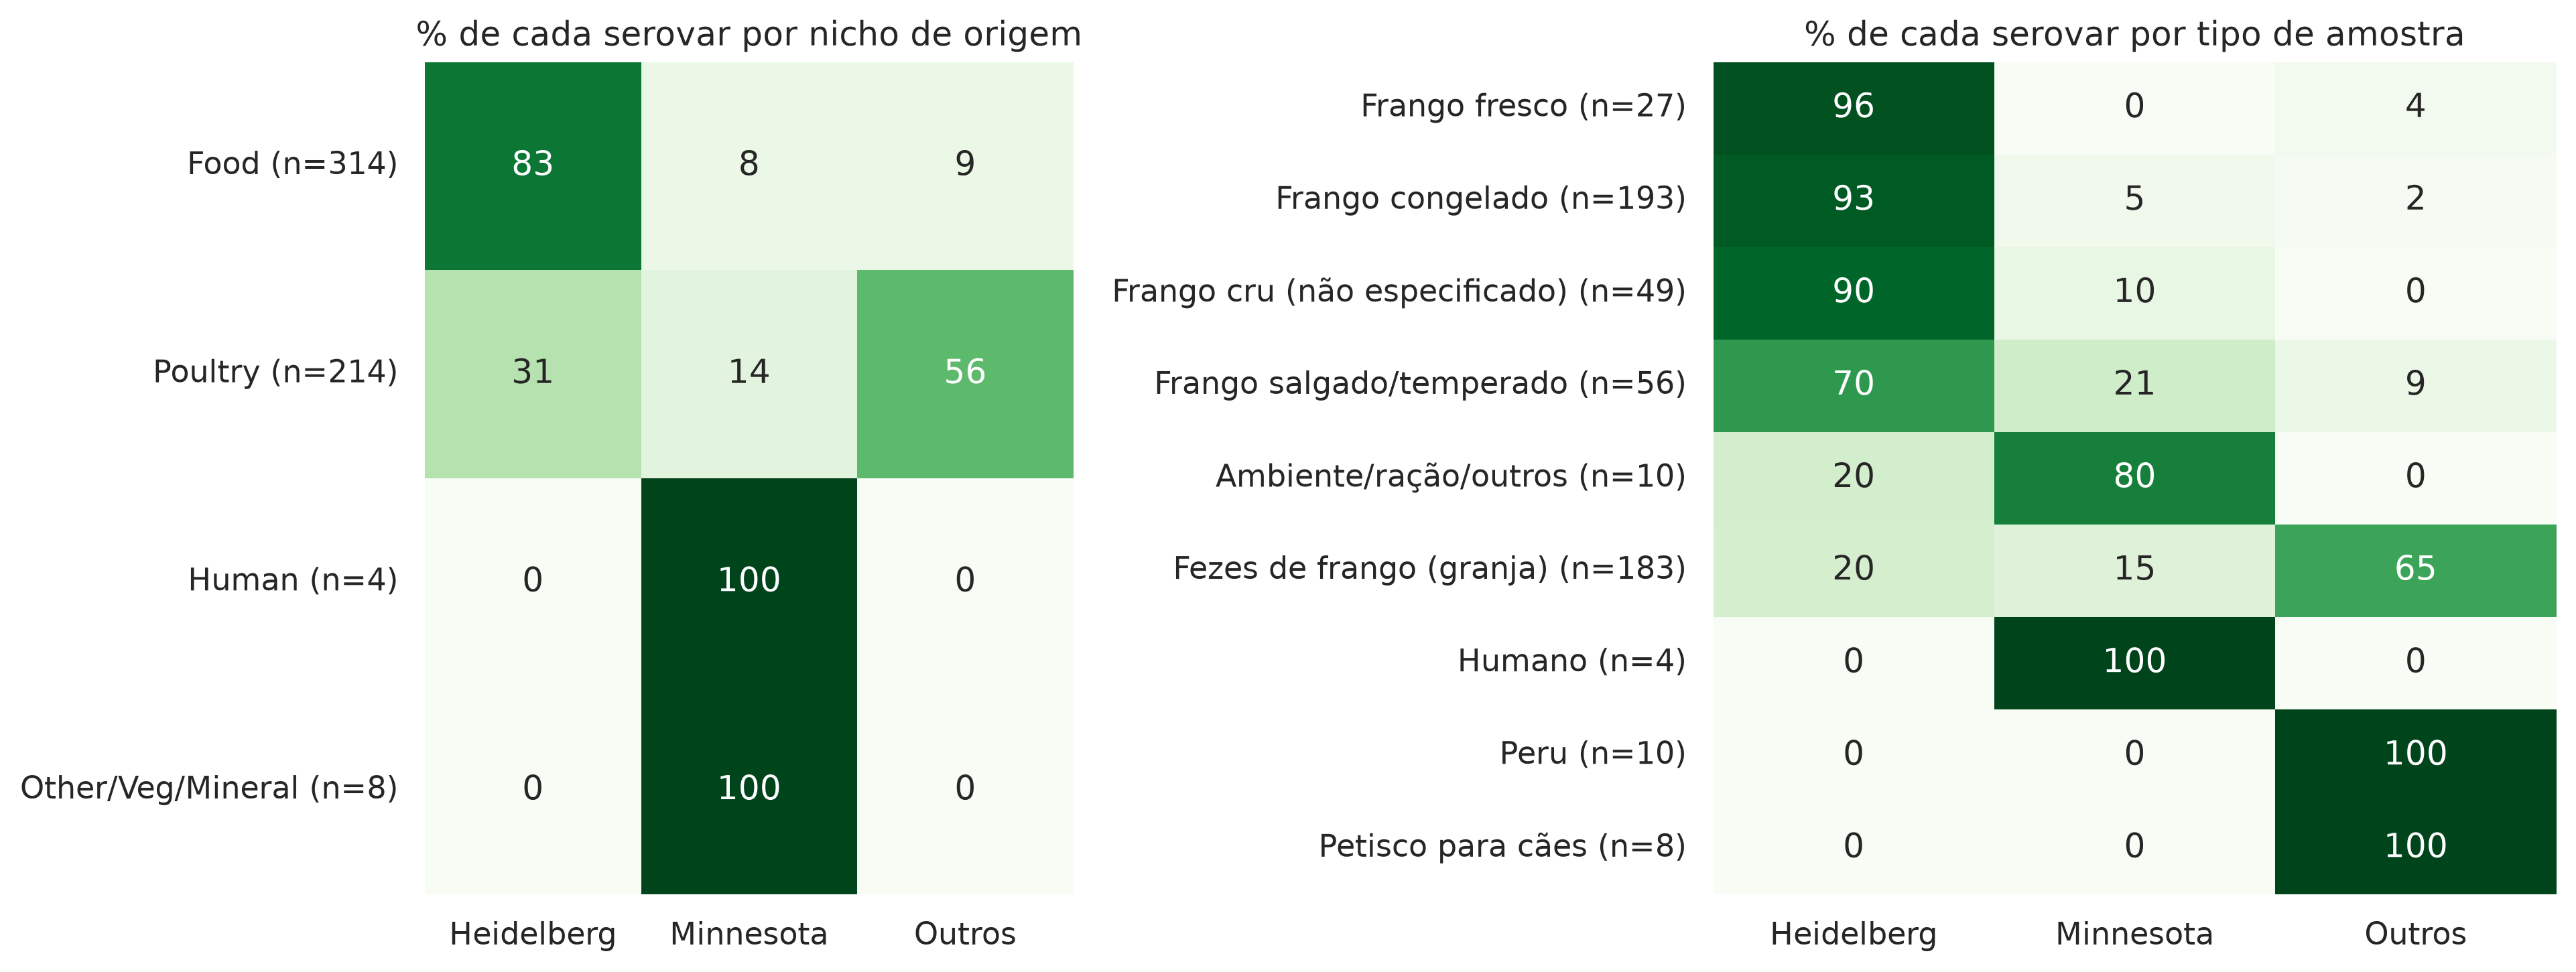 % de cada serovar por nicho de origem
Food (n=314) 83 8 9
Poultry (n=214) 31 14 56
Human (n=4) 0 100 0
Other/Veg/Mineral (n=8) 0 100 0
Heidelberg Minnesota Outros
% de cada serovar por tipo de amostra
Frango fresco (n=27) 96 0 4
Frango congelado (n=193) 93 5 2
Frango cru (não especificado) (n=49) 90 10 0
Frango salgado/temperado (n=56) 70 21 9
Ambiente/ração/outros (n=10) 20 80 0
Fezes de frango (granja) (n=183) 20 15 65
Humano (n=4) 0 100 0
Peru (n=10) 0 0 100
Petisco para cães (n=8) 0 0 100
Heidelberg Minnesota Outros